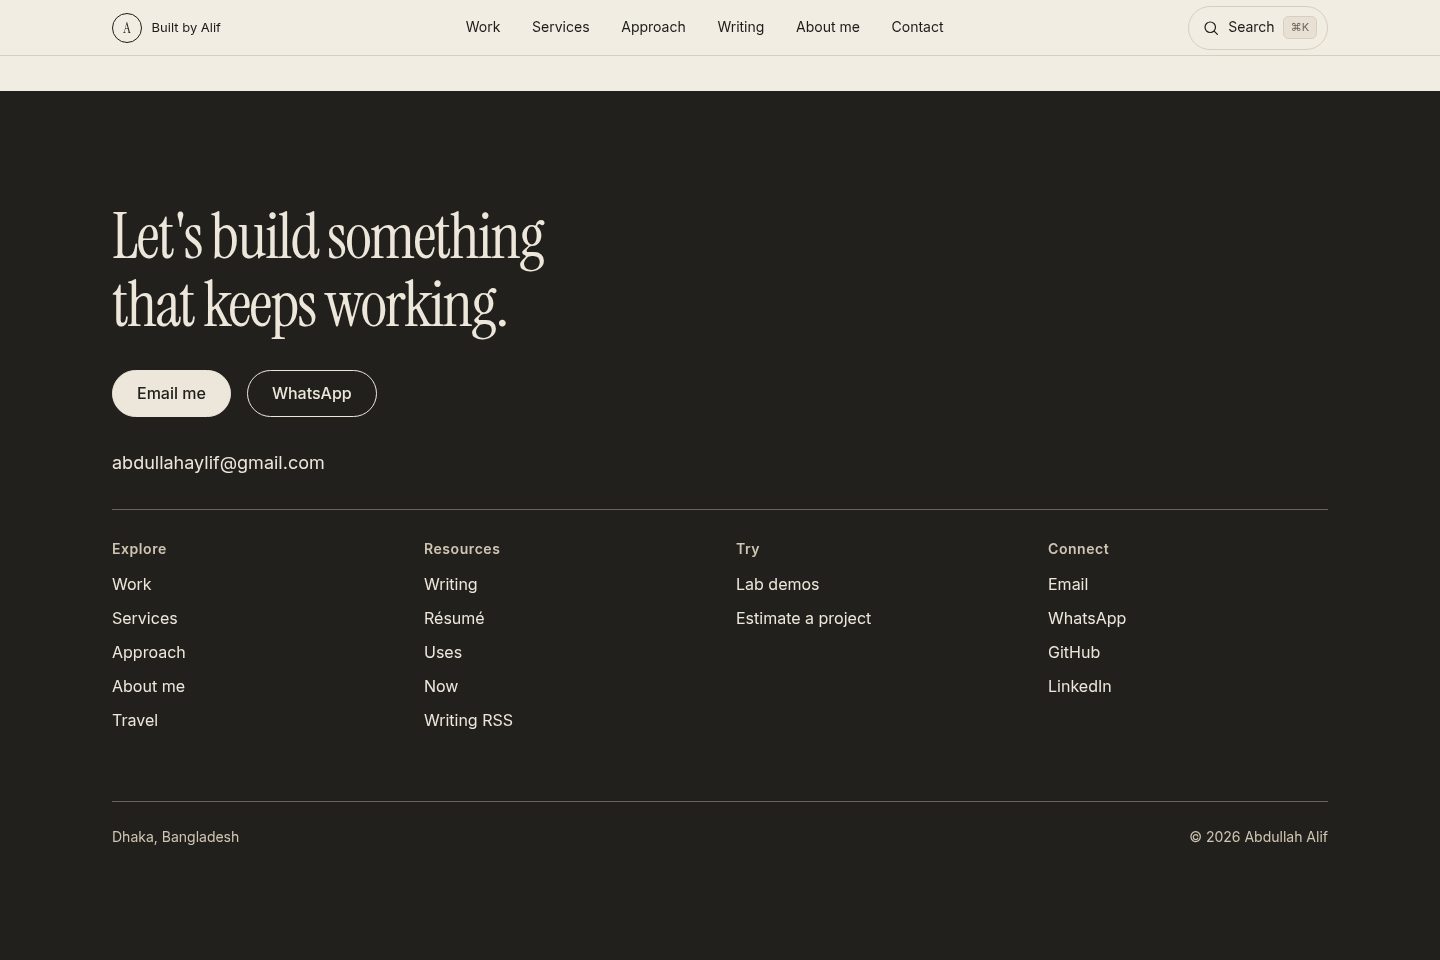 A Built by Alif Work Services Approach Writing About me Contact Search ⌘K
Let's build something
that keeps working.
Email me WhatsApp
abdullahaylif@gmail.com
Explore
Work
Services
Approach
About me
Travel
Resources
Writing
Résumé
Uses
Now
Writing RSS
Try
Lab demos
Estimate a project
Connect
Email
WhatsApp
GitHub
LinkedIn
Dhaka, Bangladesh © 2026 Abdullah Alif